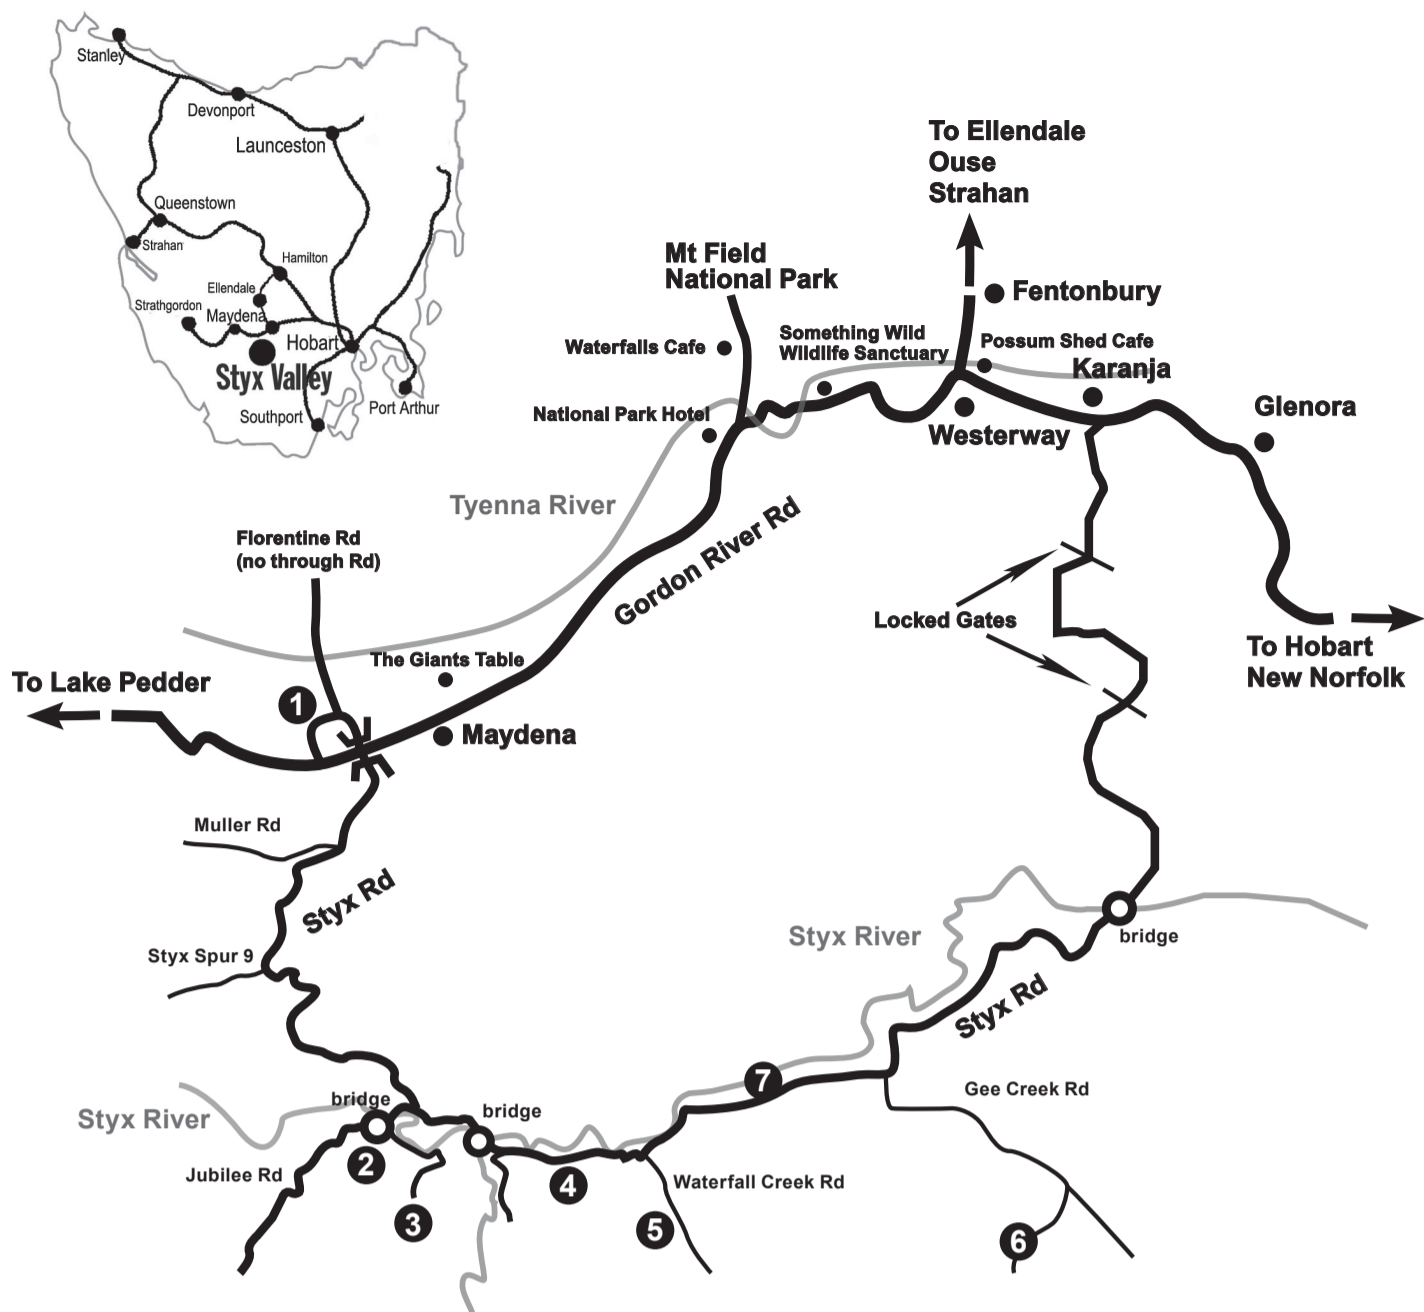 Stanley
Devonport
Launceston
Queenstown
Strahan
Hamilton
Ellendale
Strathgordon
Maydena
Hobart
Styx Valley
Southport
Port Arthur
To Ellendale
Ouse
Strahan
Mt Field
National Park
Fentonbury
Waterfalls Cafe
Something Wild
Wildlife Sanctuary
Possum Shed Cafe
Karanja
National Park Hotel
Westerway
Glenora
Tyenna River
Gordon River Rd
Florentine Rd
(no through Rd)
Locked Gates
To Hobart
New Norfolk
The Giants Table
To Lake Pedder
1
Maydena
Muller Rd
Styx Rd
Styx River
bridge
Styx Spur 9
Styx Rd
7
Gee Creek Rd
Styx River
bridge
bridge
Jubilee Rd
2
4
Waterfall Creek Rd
3
5
6